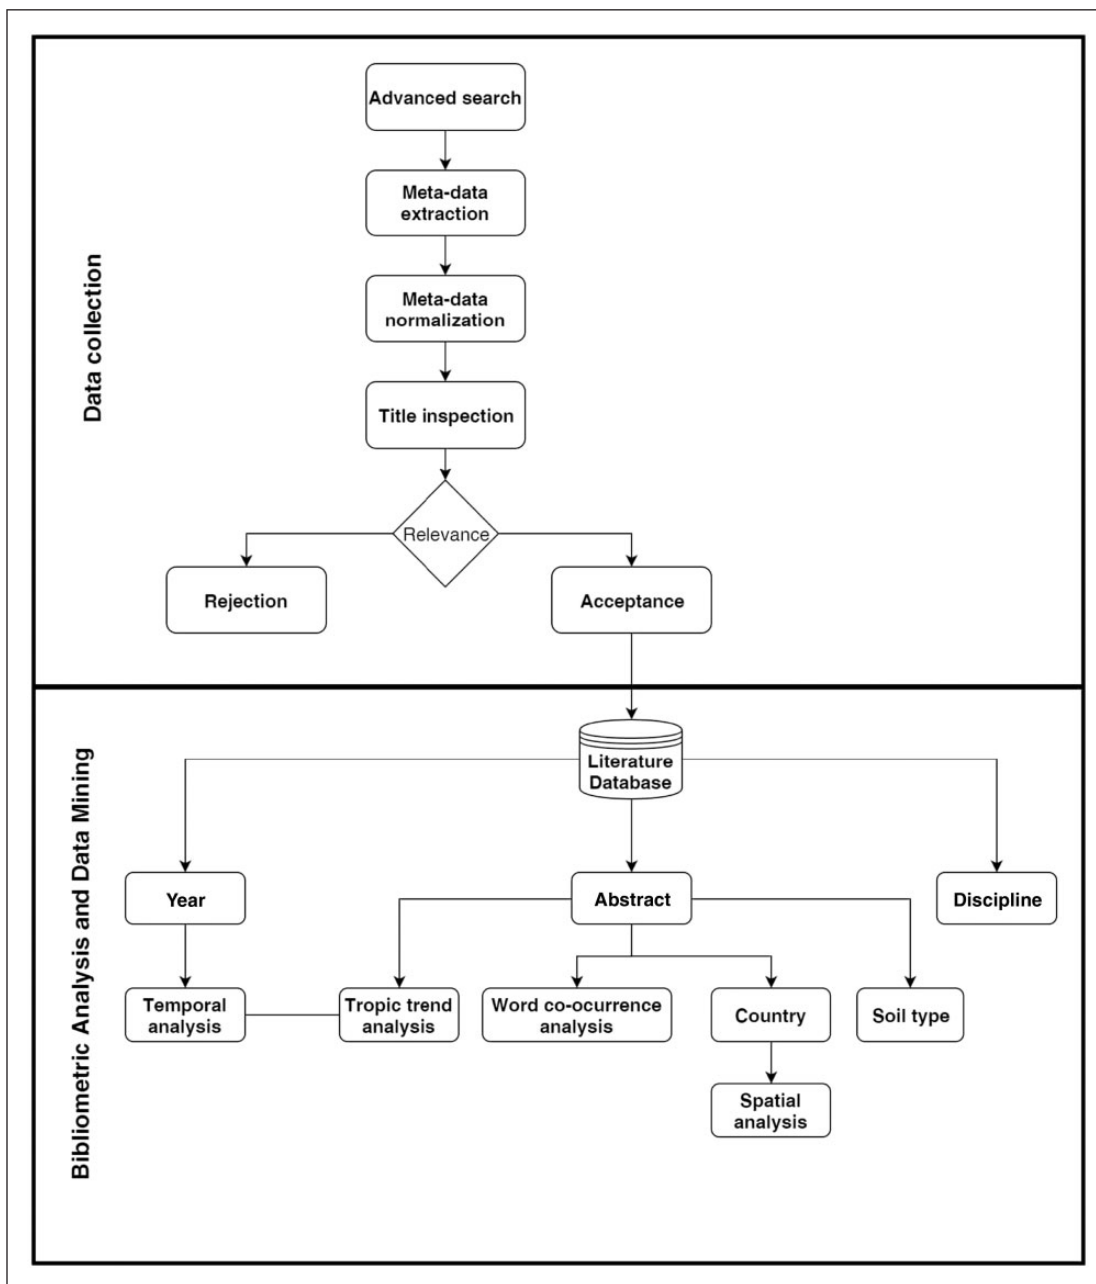 Data collection
Advanced search
Meta-data
extraction
Meta-data
normalization
Title inspection
Relevance
Rejection
Acceptance
Bibliometric Analysis and Data Mining
Literature
Database
Year
Abstract
Discipline
Temporal
analysis
Tropic trend
analysis
Word co-ocurrence
analysis
Country
Soil type
Spatial
analysis